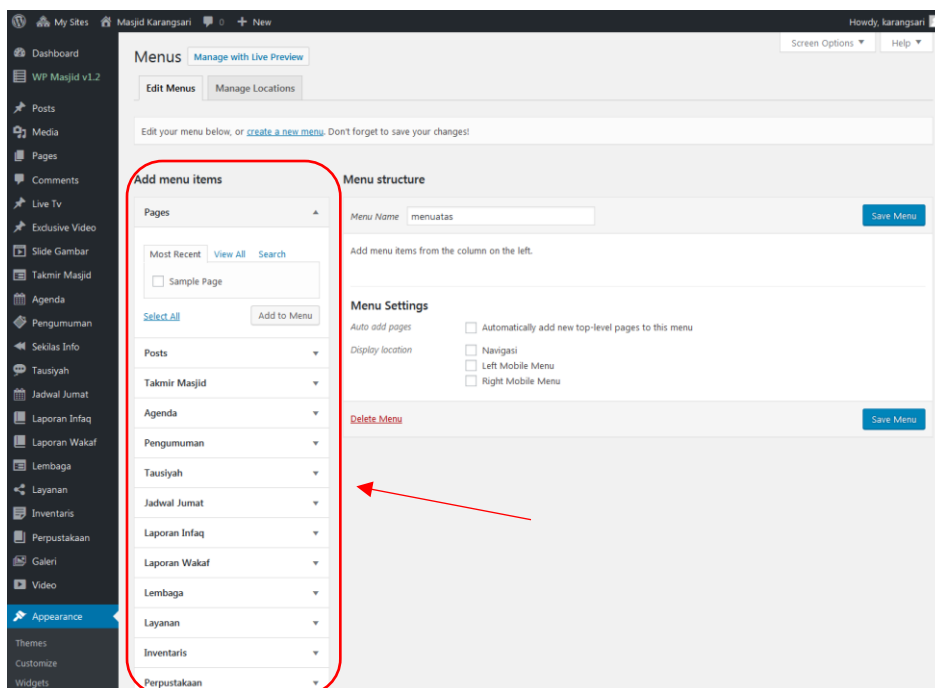 My Sites Masjid Karangsari 0 + New Howdy, karangsari
Screen Options Help
Dashboard
WP Masjid v1.2
Posts
Media
Pages
Comments
Live Tv
Exclusive Video
Slide Gambar
Takmir Masjid
Agenda
Pengumuman
Sekilas Info
Tausiyah
Jadwal Jumat
Laporan Infaq
Laporan Wakaf
Lembaga
Layanan
Inventaris
Perpustakaan
Galeri
Video
Appearance
Themes
Customize
Widgets
Menus Manage with Live Preview
Edit Menus Manage Locations
Edit your menu below, or create a new menu. Don't forget to save your changes!
Add menu items
Pages
Most Recent View All Search
Sample Page
Select All Add to Menu
Posts
Takmir Masjid
Agenda
Pengumuman
Tausiyah
Jadwal Jumat
Laporan Infaq
Laporan Wakaf
Lembaga
Layanan
Inventaris
Perpustakaan
Menu structure
Menu Name menuatas Save Menu
Add menu items from the column on the left.
Menu Settings
Auto add pages Automatically add new top-level pages to this menu
Display location Navigasi
Left Mobile Menu
Right Mobile Menu
Delete Menu Save Menu